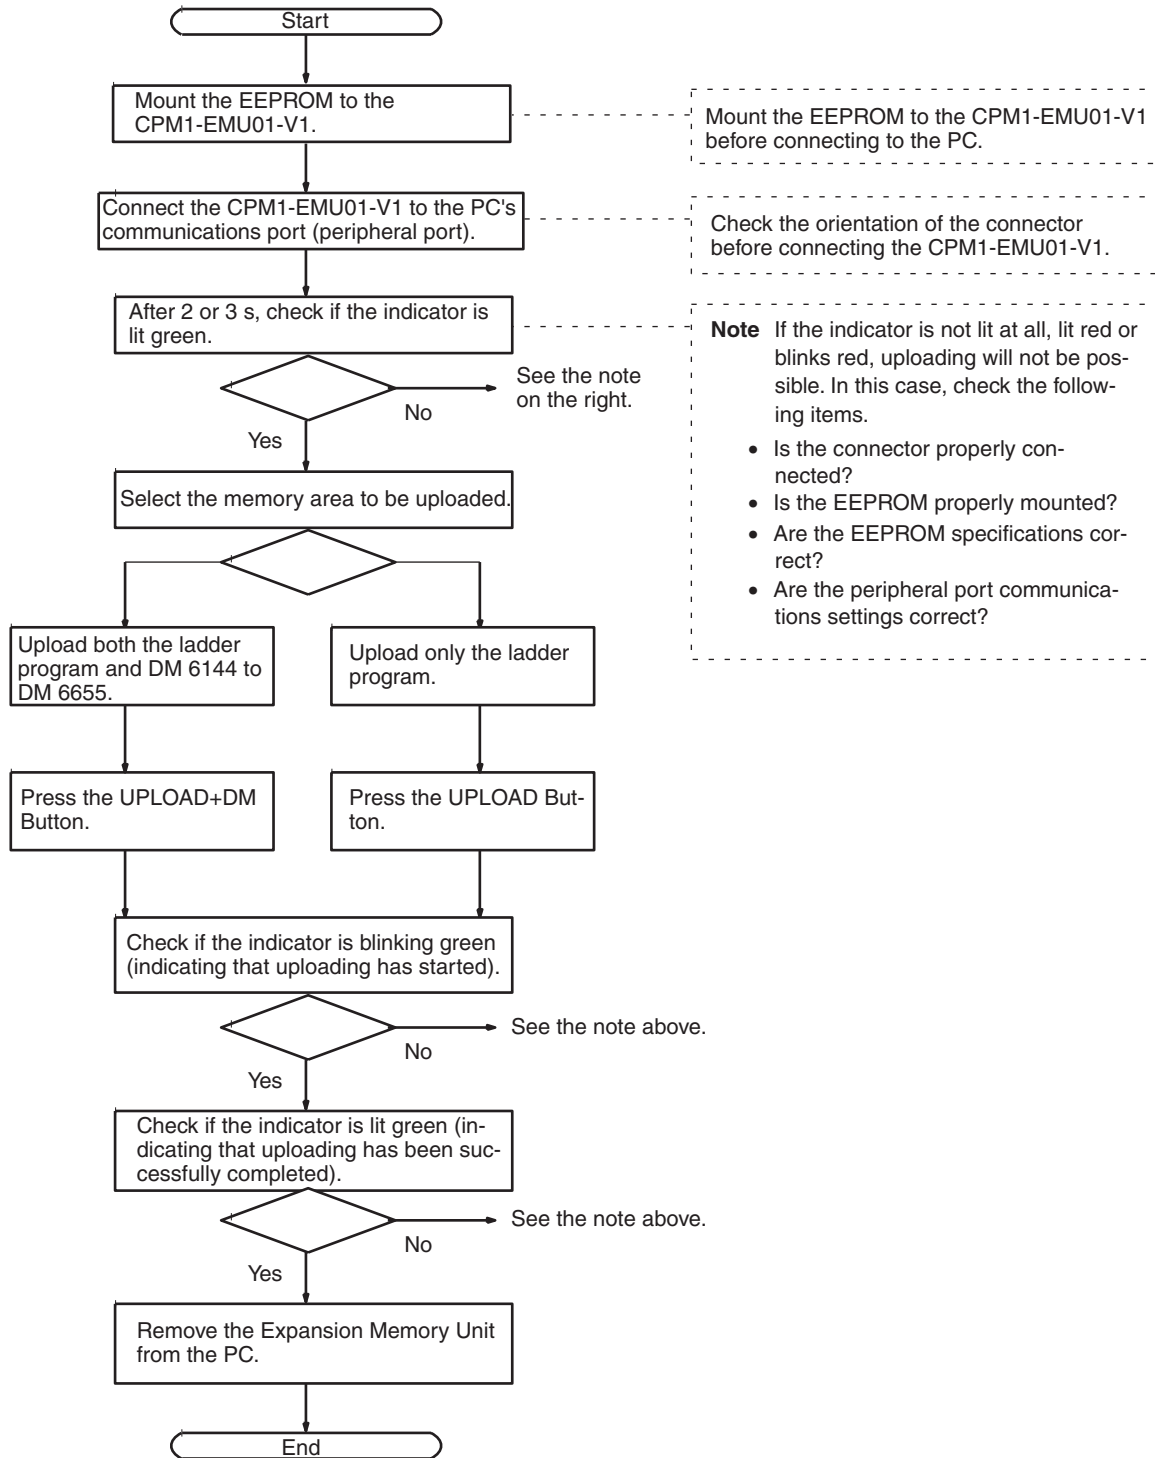 Start
Mount the EEPROM to the
CPM1-EMU01-V1.
Mount the EEPROM to the CPM1-EMU01-V1
before connecting to the PC.
Connect the CPM1-EMU01-V1 to the PC's
communications port (peripheral port).
Check the orientation of the connector
before connecting the CPM1-EMU01-V1.
After 2 or 3 s, check if the indicator is
lit green.
Note If the indicator is not lit at all, lit red or
blinks red, uploading will not be pos-
sible. In this case, check the follow-
ing items.
• Is the connector properly con-
nected?
• Is the EEPROM properly mounted?
• Are the EEPROM specifications cor-
rect?
• Are the peripheral port communica-
tions settings correct?
See the note
on the right.
No
Yes
Select the memory area to be uploaded.
Upload both the ladder
program and DM 6144 to
DM 6655.
Upload only the ladder
program.
Press the UPLOAD+DM
Button.
Press the UPLOAD But-
ton.
Check if the indicator is blinking green
(indicating that uploading has started).
See the note above.
No
Yes
Check if the indicator is lit green (in-
dicating that uploading has been suc-
cessfully completed).
See the note above.
No
Yes
Remove the Expansion Memory Unit
from the PC.
End